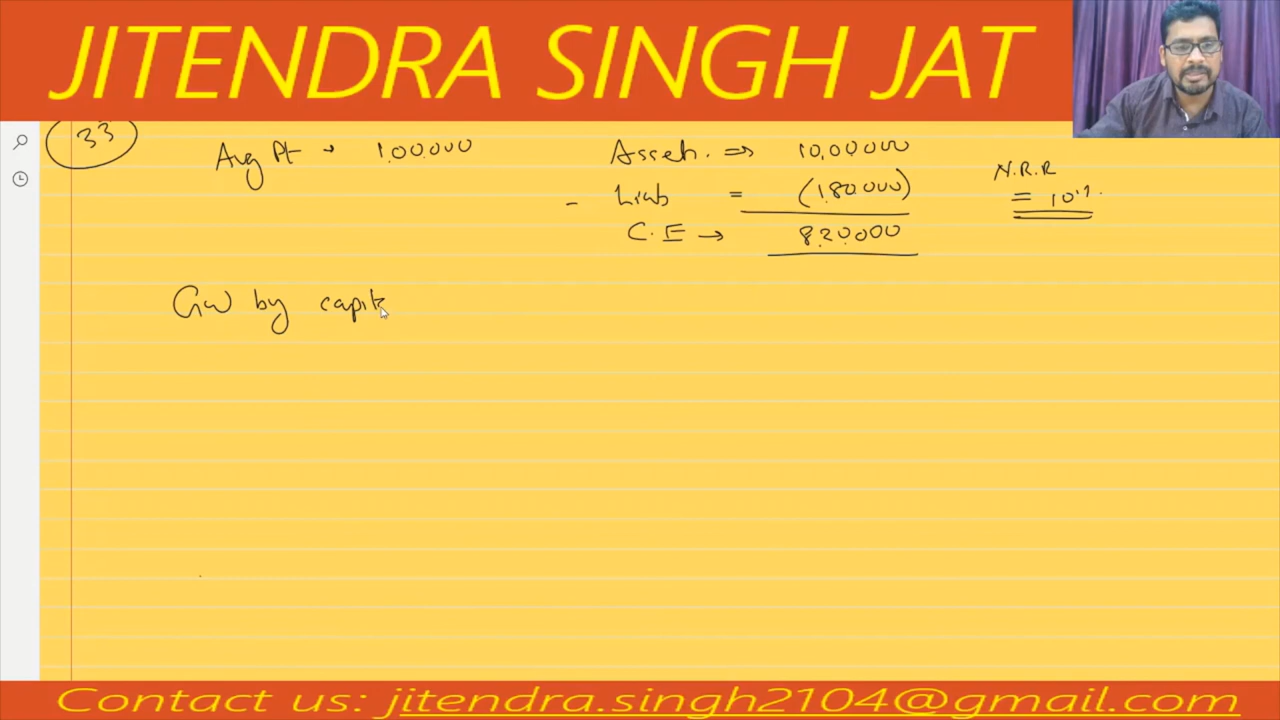 JITENDRA SINGH JAT
33
Avg Pt → 1,00,000
Assets. ⇒ 10,00,000
- Liab = (1,80,000)
C.E → 8,20,000
N.R.R
= 10%.
GW by capita
Contact us: jitendra.singh2104@gmail.com